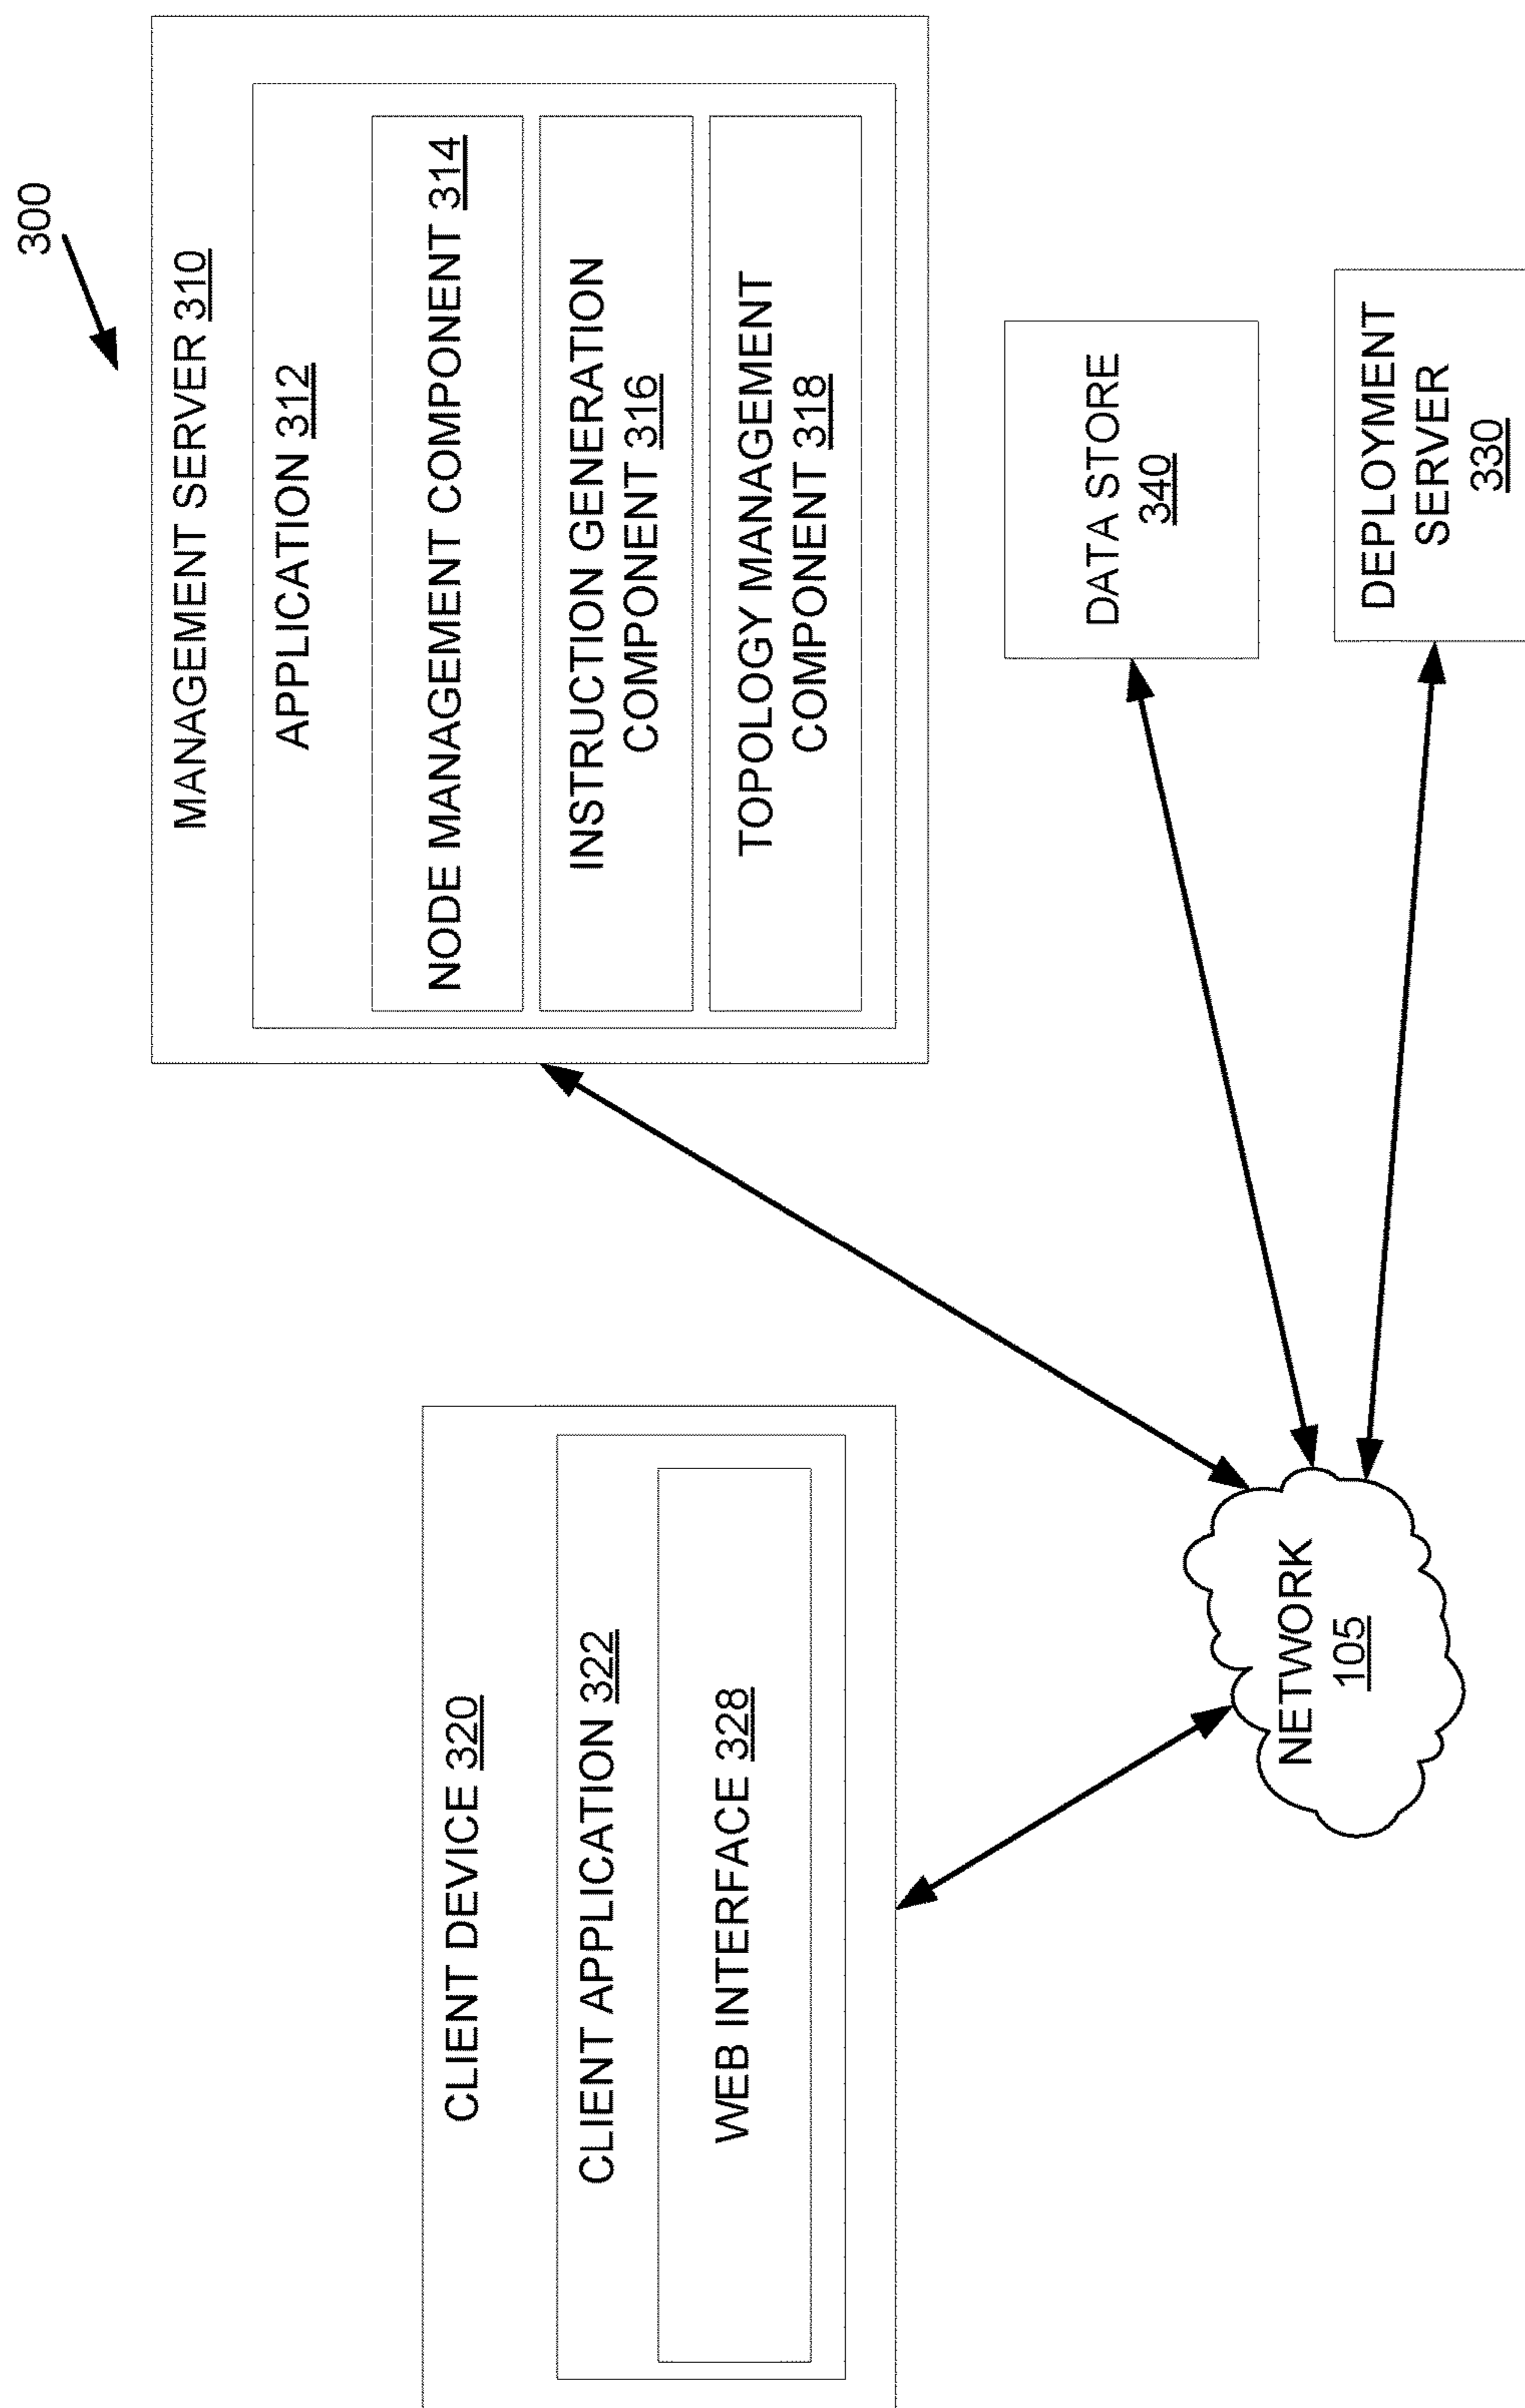 300
MANAGEMENT SERVER 310
APPLICATION 312
NODE MANAGEMENT COMPONENT 314
INSTRUCTION GENERATION
COMPONENT 316
TOPOLOGY MANAGEMENT
COMPONENT 318
CLIENT DEVICE 320
CLIENT APPLICATION 322
WEB INTERFACE 328
DATA STORE
340
NETWORK
105
DEPLOYMENT
SERVER
330